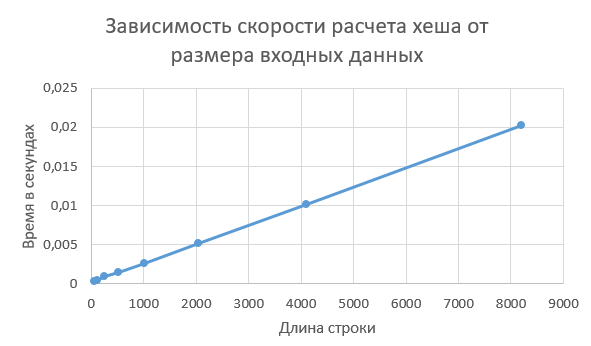 Зависимость скорости расчета хеша от
размера входных данных
0,025
0,02
0,015
0,01
0,005
0
Время в секундах
0 1000 2000 3000 4000 5000 6000 7000 8000 9000
Длина строки